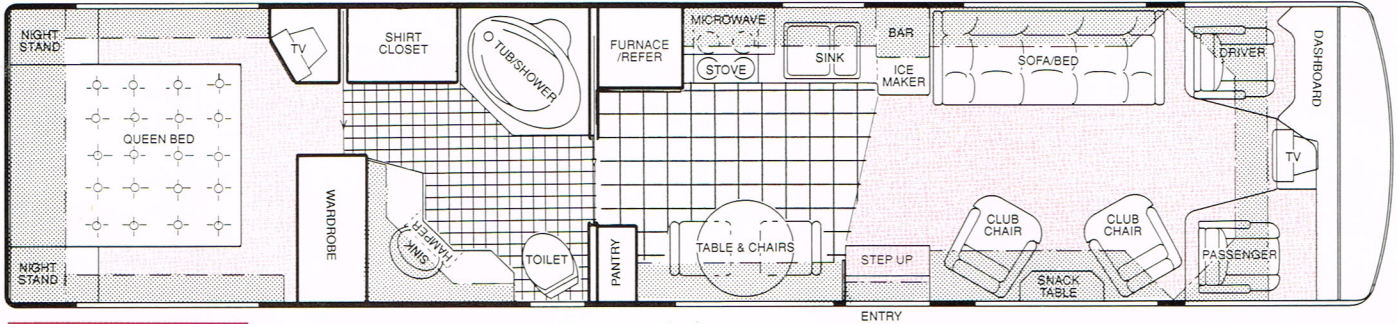 NIGHT
STAND
TV
SHIRT
CLOSET
TUB/SHOWER
FURNACE
/REFER
MICROWAVE
STOVE
SINK
BAR
ICE
MAKER
SOFA/BED
DRIVER
DASHBOARD
QUEEN BED
TV
WARDROBE
SINK
HAMPER
TOILET
PANTRY
TABLE & CHAIRS
STEP UP
CLUB
CHAIR
CLUB
CHAIR
PASSENGER
NIGHT
STAND
SNACK
TABLE
ENTRY